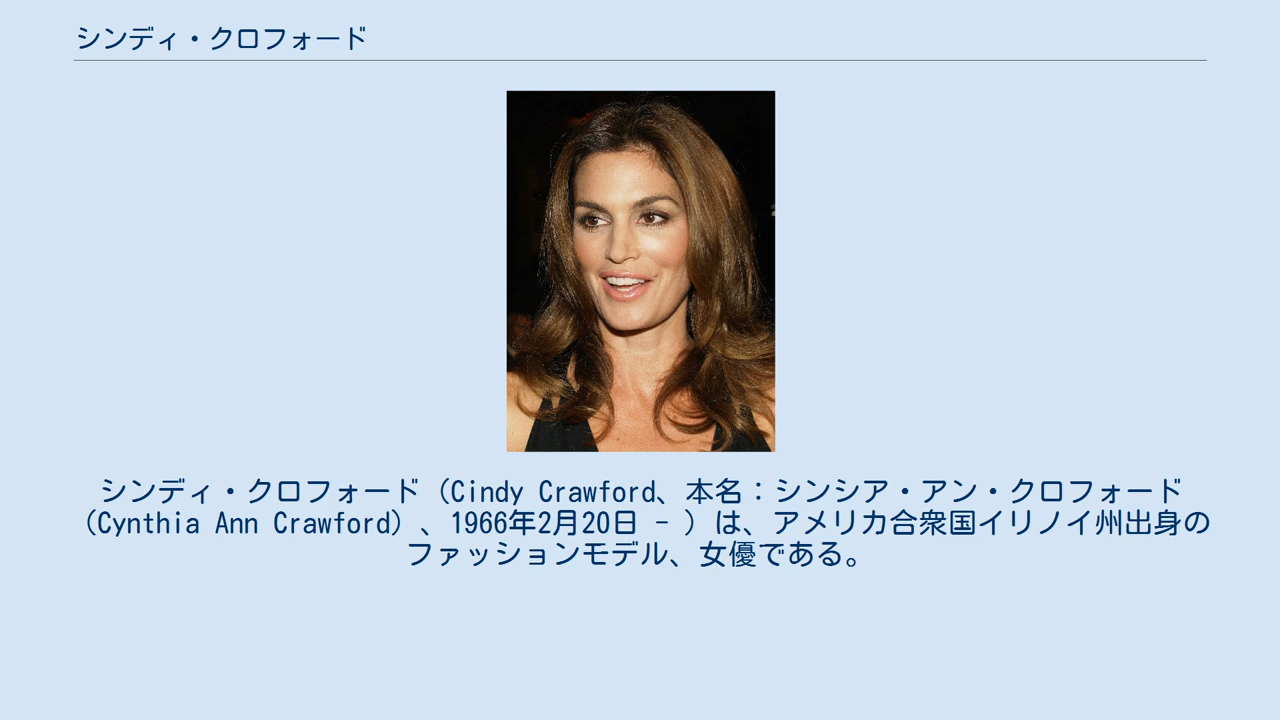 シンディ・クロフォード
シンディ・クロフォード（Cindy Crawford、本名：シンシア・アン・クロフォード
（Cynthia Ann Crawford）、1966年2月20日 - ）は、アメリカ合衆国イリノイ州出身の
ファッションモデル、女優である。